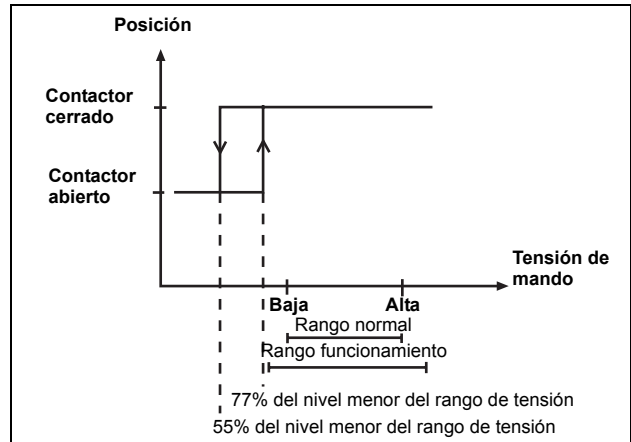 Posición
Contactor
cerrado
Contactor
abierto
Tensión de
mando
Baja
Alta
Rango normal
Rango funcionamiento
77% del nivel menor del rango de tensión
55% del nivel menor del rango de tensión